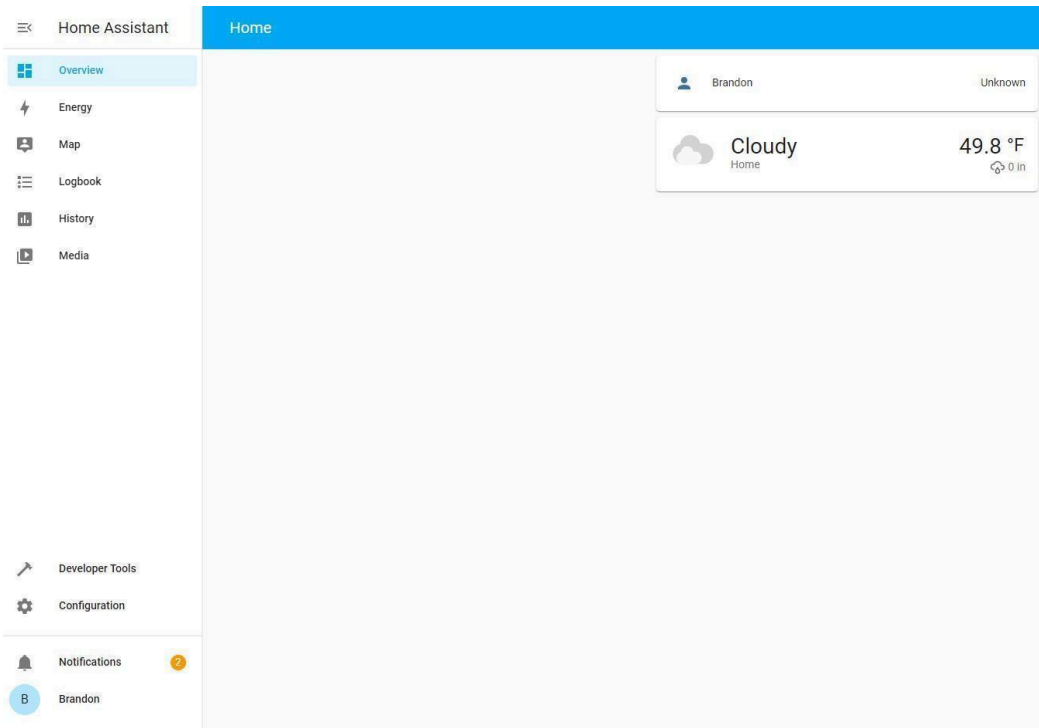 Home Assistant
Home
Overview
Energy
Map
Logbook
History
Media
Brandon Unknown
Cloudy 49.8 °F
Home 0 in
Developer Tools
Configuration
Notifications 2
B Brandon